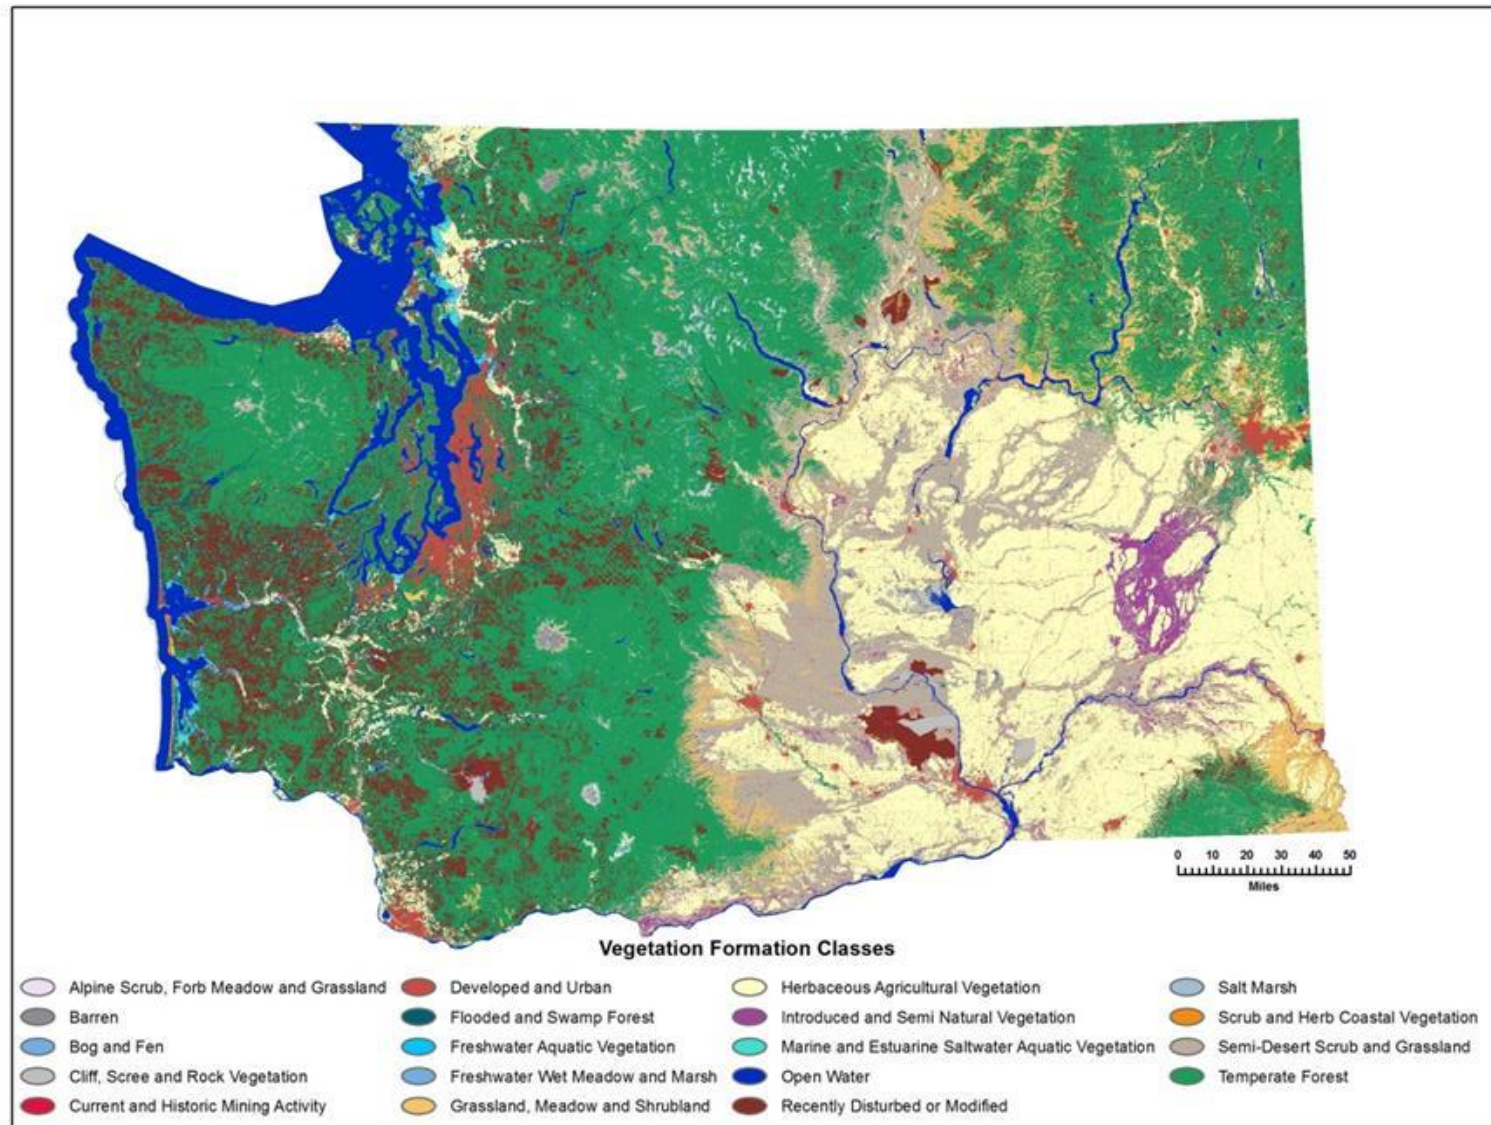 0 10 20 30 40 50
Miles
Vegetation Formation Classes
Alpine Scrub, Forb Meadow and Grassland
Barren
Bog and Fen
Cliff, Scree and Rock Vegetation
Current and Historic Mining Activity
Developed and Urban
Flooded and Swamp Forest
Freshwater Aquatic Vegetation
Freshwater Wet Meadow and Marsh
Grassland, Meadow and Shrubland
Herbaceous Agricultural Vegetation
Introduced and Semi Natural Vegetation
Marine and Estuarine Saltwater Aquatic Vegetation
Open Water
Recently Disturbed or Modified
Salt Marsh
Scrub and Herb Coastal Vegetation
Semi-Desert Scrub and Grassland
Temperate Forest